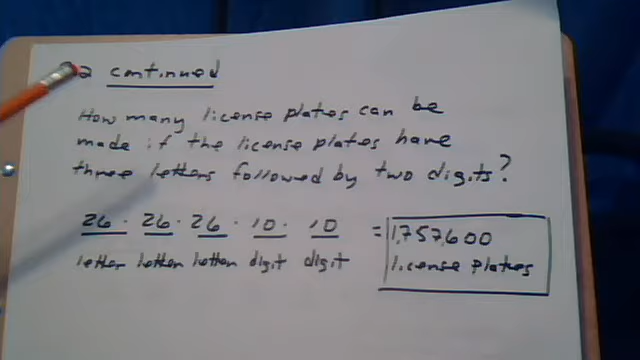 2 continued
How many license plates can be
made if the license plates have
three letters followed by two digits?
26 · 26 · 26 · 10 · 10 = 1,757,600
letter letter letter digit digit license plates